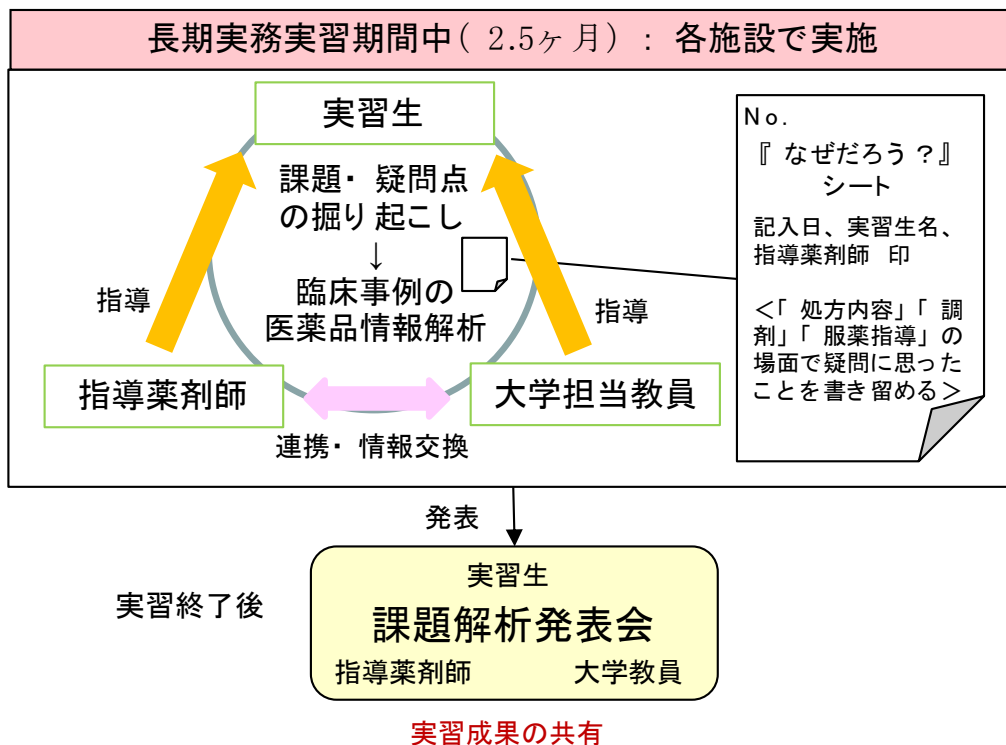 長期実務実習期間中( 2.5ヶ月) : 各施設で実施
実習生
課題・疑問点
の掘り起こし
↓
臨床事例の
医薬品情報解析
指導
指導
指導薬剤師
大学担当教員
連携・情報交換
No.
『なぜだろう?』
シート
記入日、実習生名、
指導薬剤師 印
<「処方内容」「調
剤」「服薬指導」の
場面で疑問に思った
ことを書き留める>
発表
実習終了後
実習生
課題解析発表会
指導薬剤師 大学教員
実習成果の共有